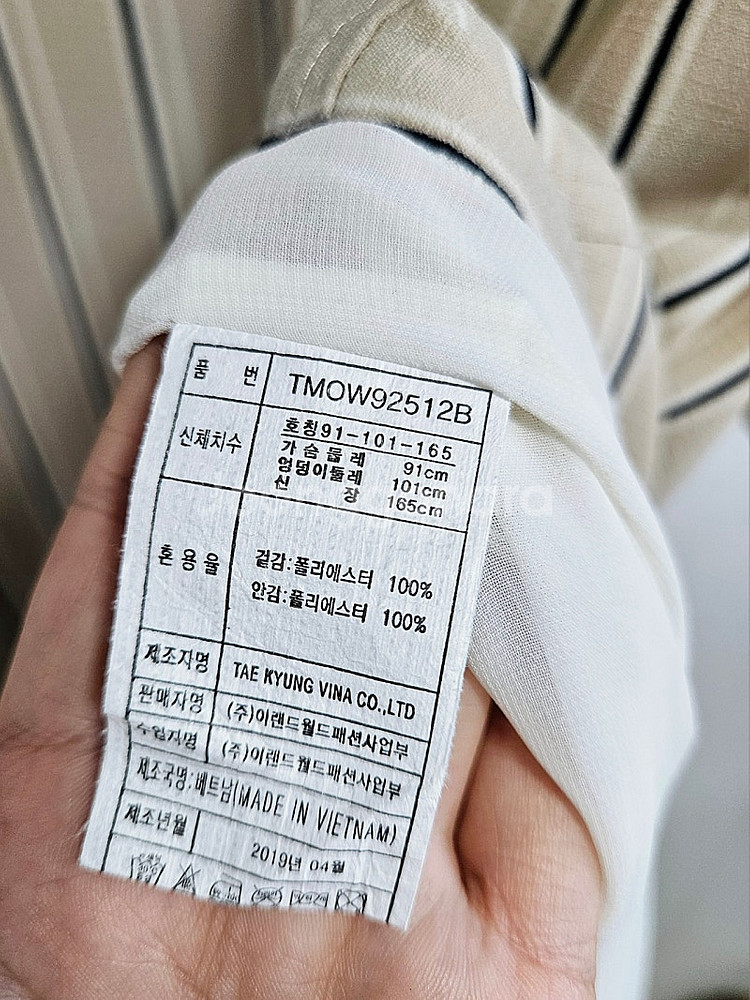 품 번 TMOW92512B
신체치수 호칭91-101-165
가슴둘레 91cm
엉덩이둘레 101cm
신 장 165cm
혼용율 겉감:폴리에스터 100%
안감:폴리에스터 100%
제조자명 TAE KYUNG VINA CO.,LTD
판매자명 (주)이랜드월드패션사업부
수입자명 (주)이랜드월드패션사업부
제조국명:베트남(MADE IN VIETNAM)
제조년월 2019년 04월